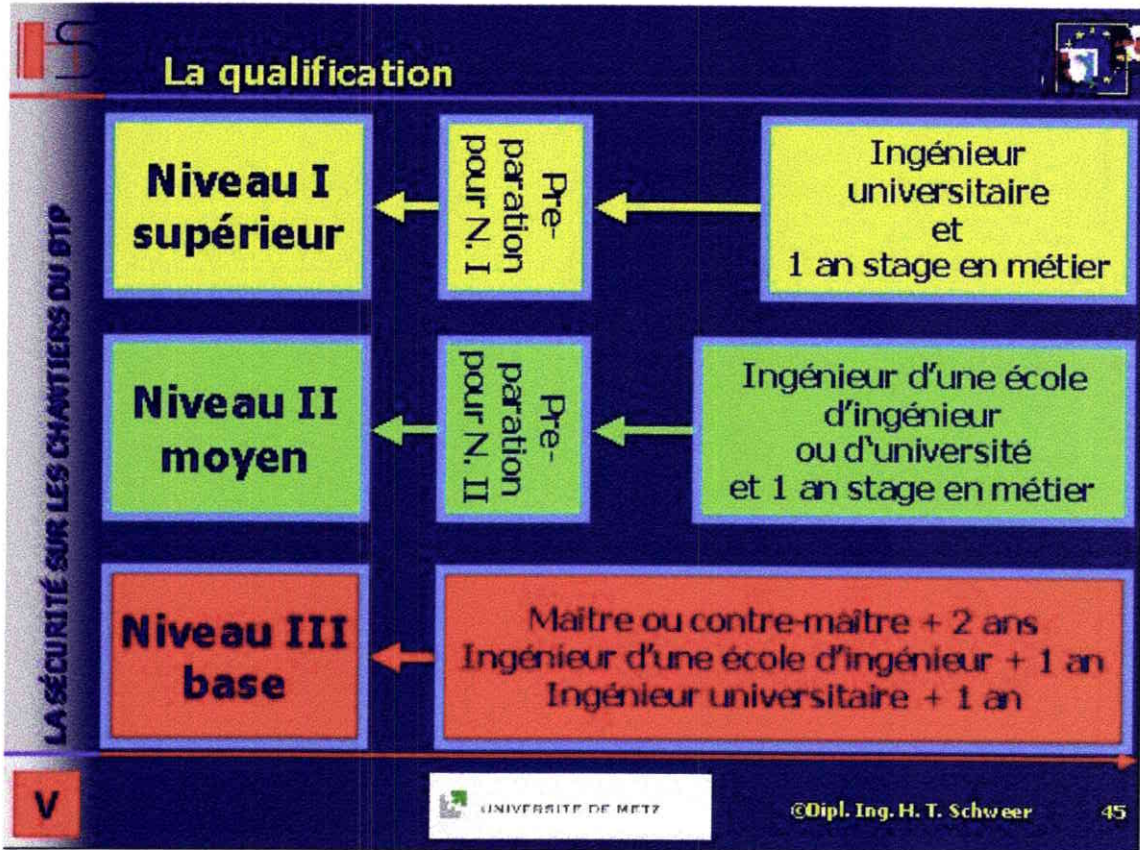 La qualification
LA SÉCURITÉ SUR LES CHANTIERS DU BTP
Niveau I
supérieur
Pre-
paration
pour N. I
Ingénieur
universitaire
et
1 an stage en métier
Niveau II
moyen
Pre-
paration
pour N. II
Ingénieur d'une école
d'ingénieur
ou d'université
et 1 an stage en métier
Niveau III
base
Maître ou contre-maître + 2 ans
Ingénieur d'une école d'ingénieur + 1 an
Ingénieur universitaire + 1 an
V
UNIVERSITE DE METZ
©Dipl. Ing. H. T. Schweer
45